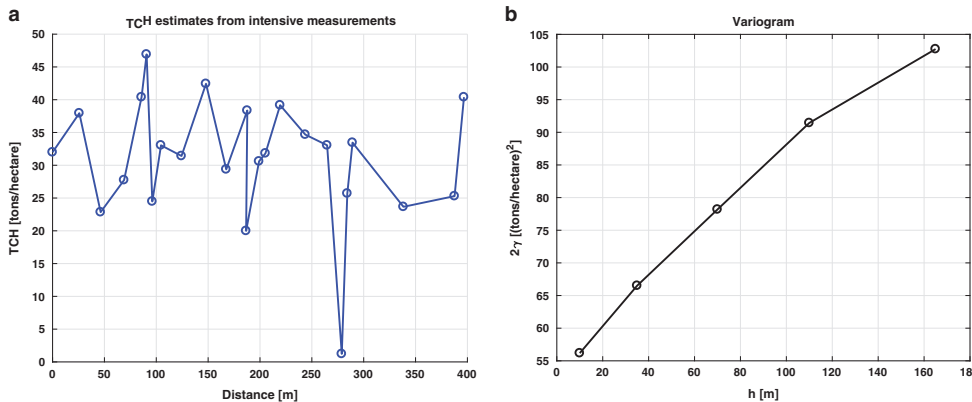 a
TCH estimates from intensive measurements
50
45
40
35
30
25
20
15
10
5
0
TCH [tons/hectare]
0 50 100 150 200 250 300 350 400
Distance [m]
b
Variogram
105
100
95
90
85
80
75
70
65
60
55
2γ [(tons/hectare)²]
0 20 40 60 80 100 120 140 160 180
h [m]